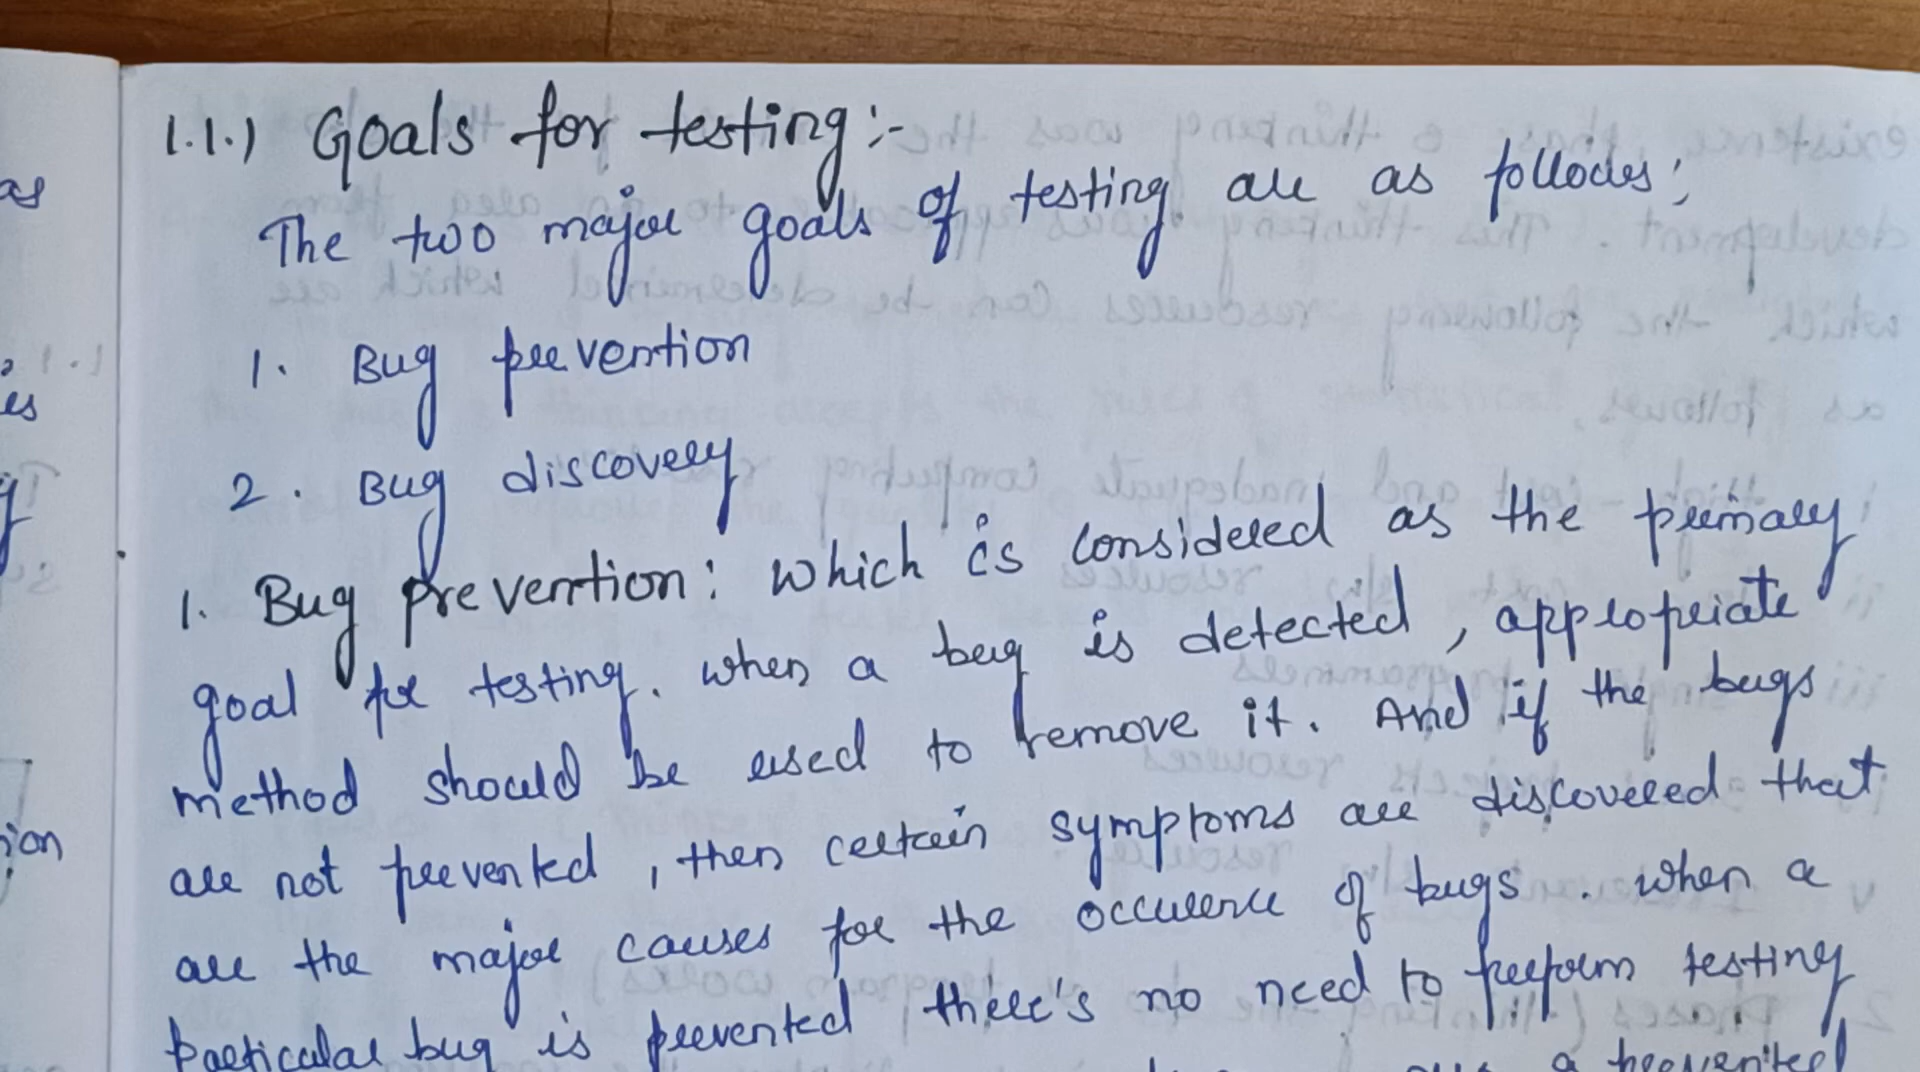 1.1.) Goals for testing:-
The two major goals of testing are as follows:
1. Bug prevention
2. Bug discovery
1. Bug prevention: which is considered as the primary
goal for testing. when a bug is detected, appropriate
method should be used to remove it. And if the bugs
are not prevented, then certain symptoms are discovered that
are the major causes for the occurence of bugs. when a
particular bug is prevented there's no need to perform testing
a prevented